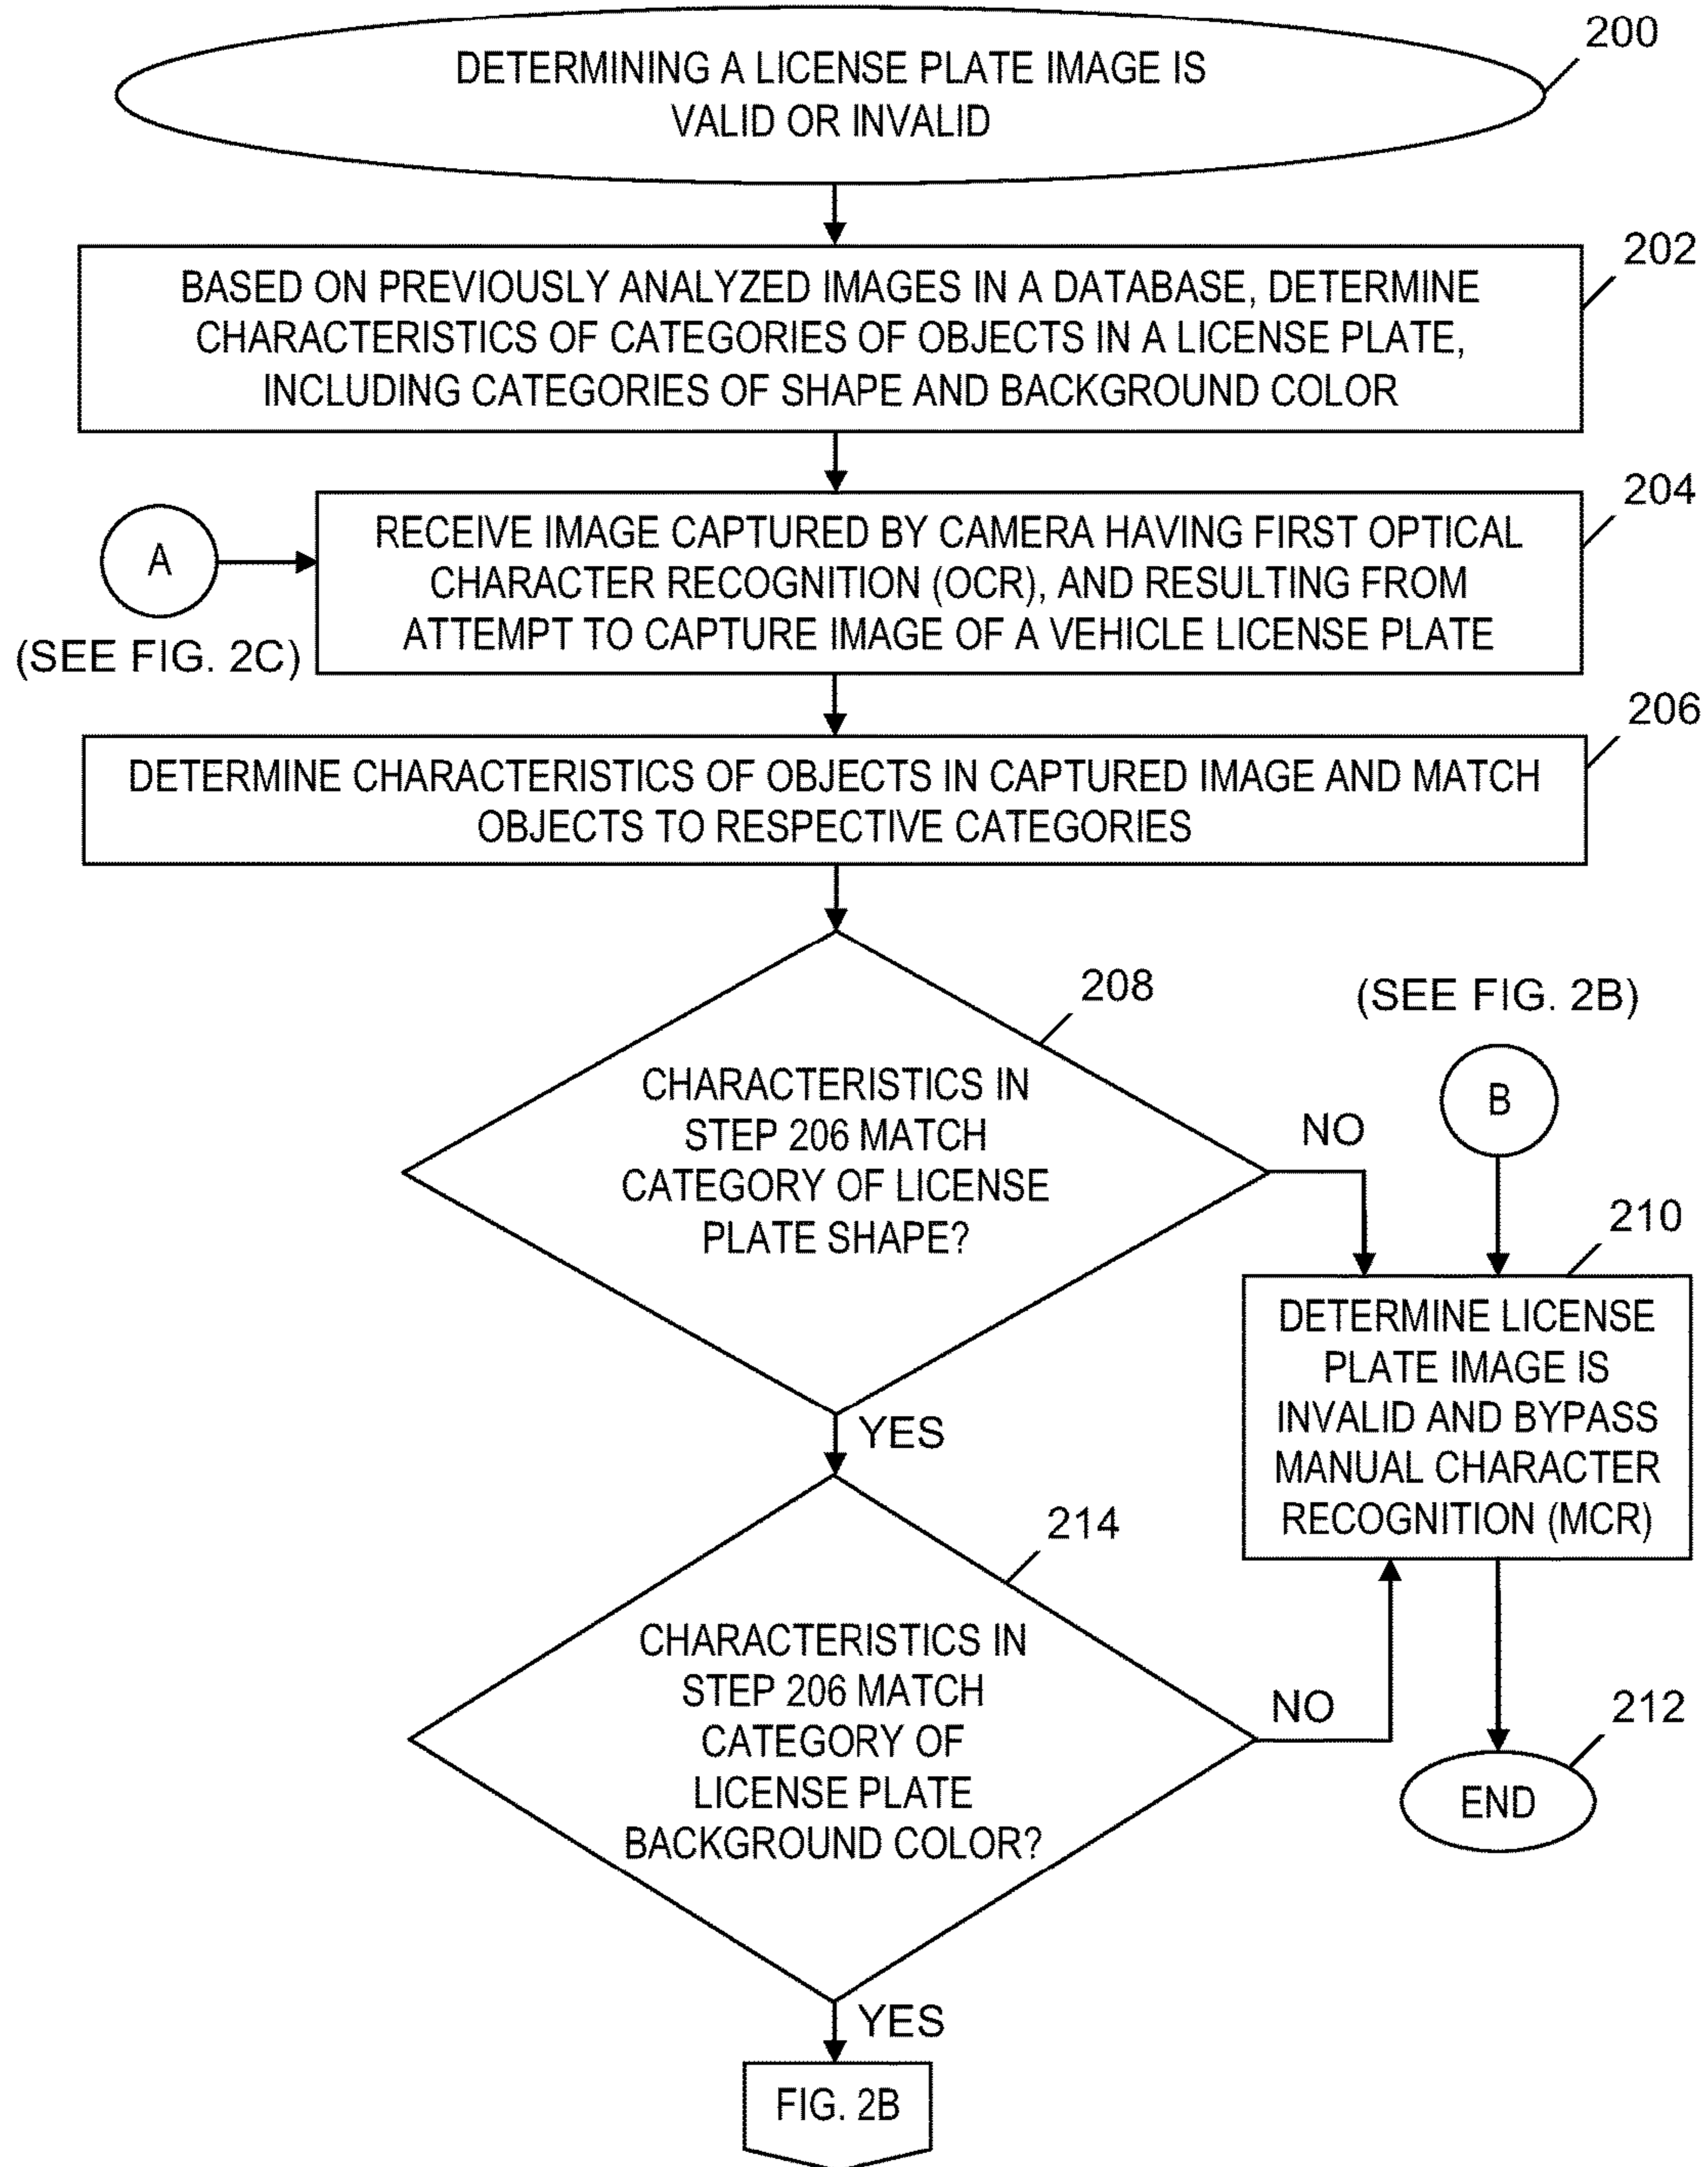 200
DETERMINING A LICENSE PLATE IMAGE IS
VALID OR INVALID
202
BASED ON PREVIOUSLY ANALYZED IMAGES IN A DATABASE, DETERMINE
CHARACTERISTICS OF CATEGORIES OF OBJECTS IN A LICENSE PLATE,
INCLUDING CATEGORIES OF SHAPE AND BACKGROUND COLOR
204
A
(SEE FIG. 2C)
RECEIVE IMAGE CAPTURED BY CAMERA HAVING FIRST OPTICAL
CHARACTER RECOGNITION (OCR), AND RESULTING FROM
ATTEMPT TO CAPTURE IMAGE OF A VEHICLE LICENSE PLATE
206
DETERMINE CHARACTERISTICS OF OBJECTS IN CAPTURED IMAGE AND MATCH
OBJECTS TO RESPECTIVE CATEGORIES
208
CHARACTERISTICS IN
STEP 206 MATCH
CATEGORY OF LICENSE
PLATE SHAPE?
NO
(SEE FIG. 2B)
B
210
DETERMINE LICENSE
PLATE IMAGE IS
INVALID AND BYPASS
MANUAL CHARACTER
RECOGNITION (MCR)
YES
214
CHARACTERISTICS IN
STEP 206 MATCH
CATEGORY OF
LICENSE PLATE
BACKGROUND COLOR?
NO
212
END
YES
FIG. 2B